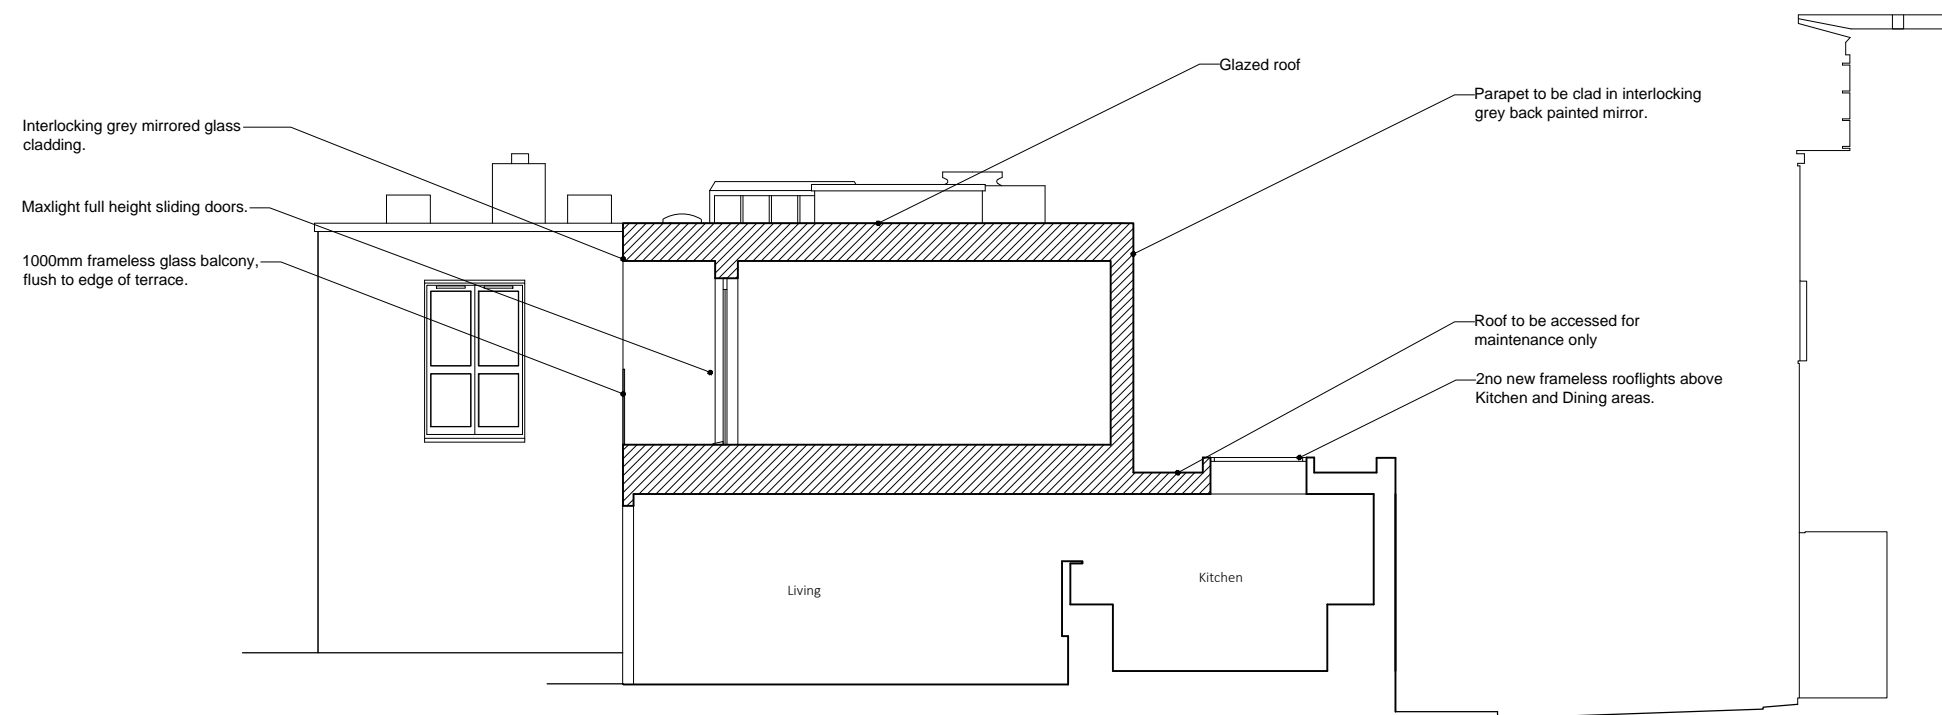 Glazed roof
Parapet to be clad in interlocking
grey back painted mirror.
Interlocking grey mirrored glass
cladding.
Maxlight full height sliding doors.
1000mm frameless glass balcony,
flush to edge of terrace.
Roof to be accessed for
maintenance only
2no new frameless rooflights above
Kitchen and Dining areas.
Living
Kitchen